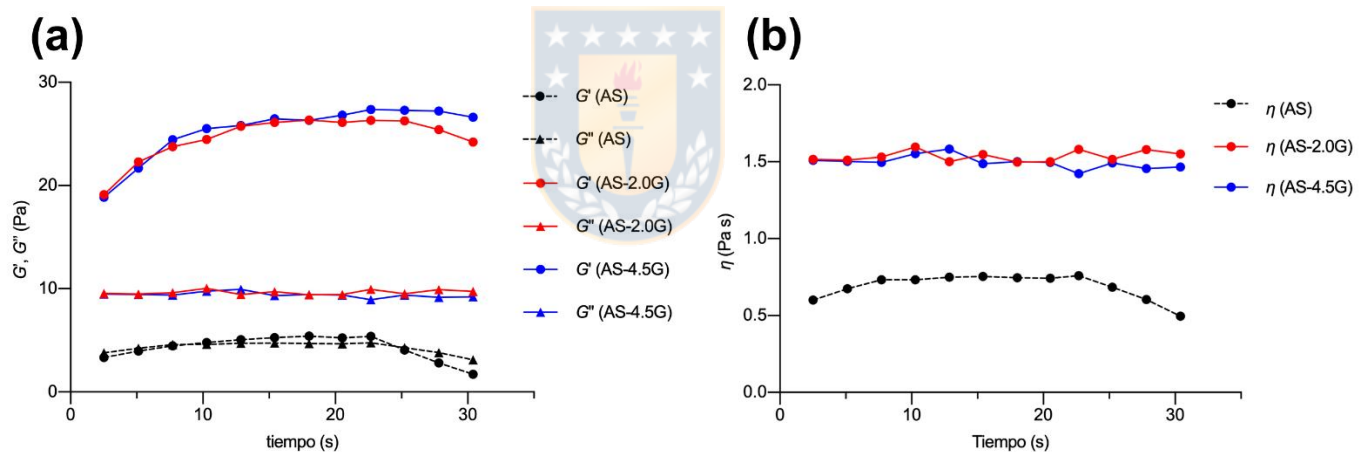 (a)
30
20
10
0
G', G" (Pa)
0
10
20
30
tiempo (s)
G' (AS)
G" (AS)
G' (AS-2.0G)
G" (AS-2.0G)
G' (AS-4.5G)
G" (AS-4.5G)
(b)
2.0
1.5
1.0
0.5
0.0
η (Pa s)
0
10
20
30
Tiempo (s)
η (AS)
η (AS-2.0G)
η (AS-4.5G)